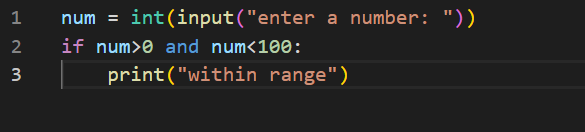 1 num = int(input("enter a number: "))
2 if num>0 and num<100:
3     print("within range")